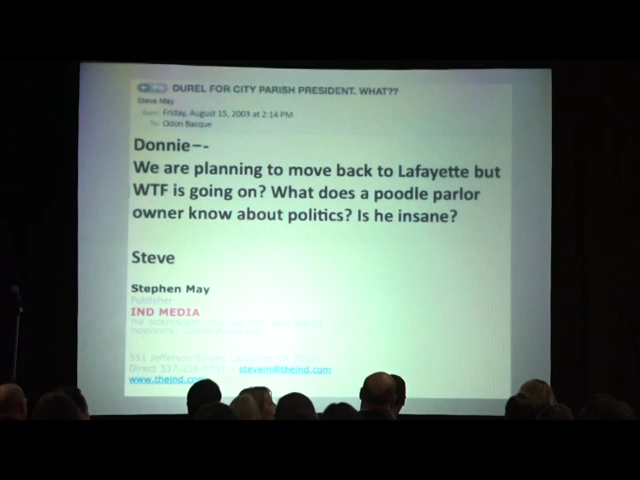 DUREL FOR CITY PARISH PRESIDENT. WHAT??
Steve May
Friday, August 15, 2003 at 2:14 PM
To: Odon Bacque
Donnie–-
We are planning to move back to Lafayette but
WTF is going on? What does a poodle parlor
owner know about politics? Is he insane?
Steve
Stephen May
Publisher
IND MEDIA
551 Jefferson Street, Lafayette, LA
Direct 337-
stevem@theind.com
www.theind.